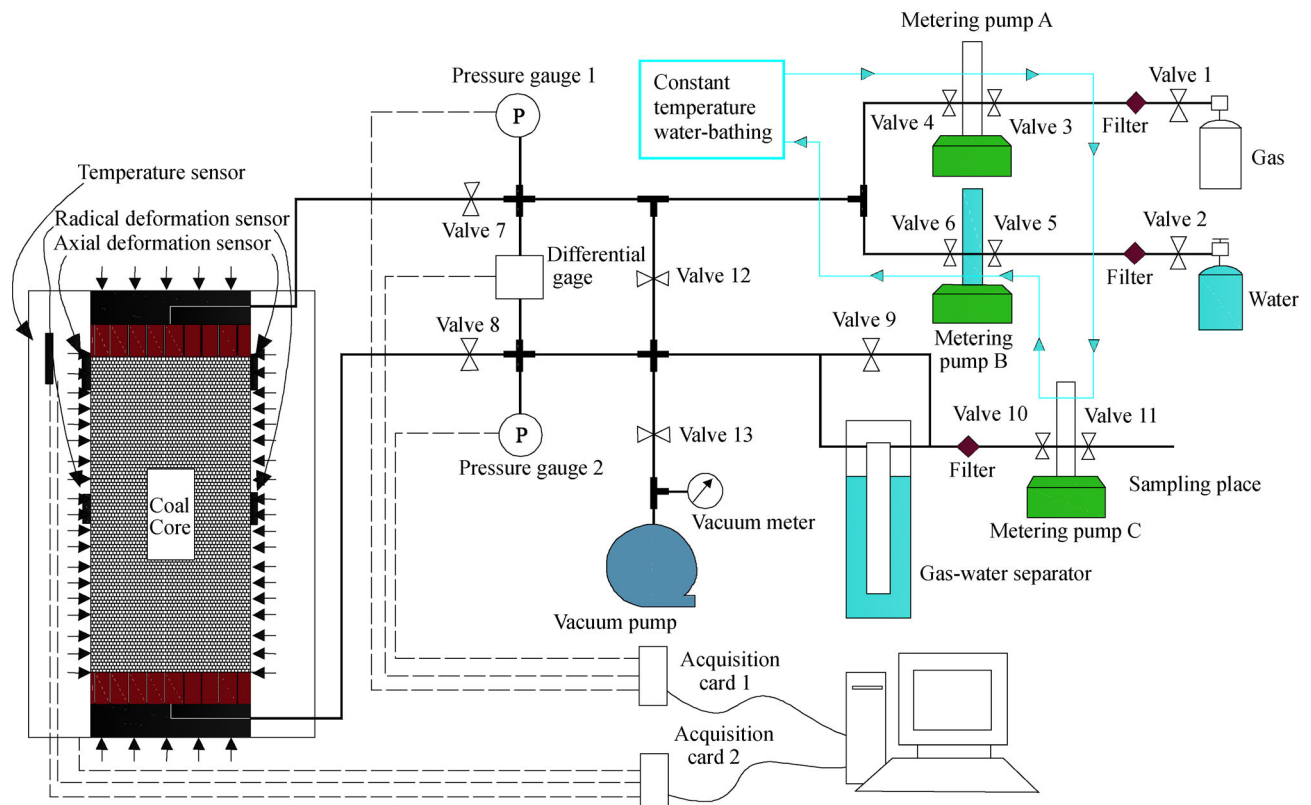 Metering pump A
Pressure gauge 1
Constant
temperature
water-bathing
Valve 1
P
Valve 4
Valve 3
Filter
Gas
Temperature sensor
Radical deformation sensor
Axial deformation sensor
Valve 7
Valve 6
Valve 5
Valve 2
Differential
gage
Valve 12
Filter
Water
Valve 8
Valve 9
Metering
pump B
P
Pressure gauge 2
Valve 13
Valve 10
Valve 11
Filter
Sampling place
Coal
Core
Vacuum meter
Metering pump C
Gas-water separator
Vacuum pump
Acquisition
card 1
Acquisition
card 2